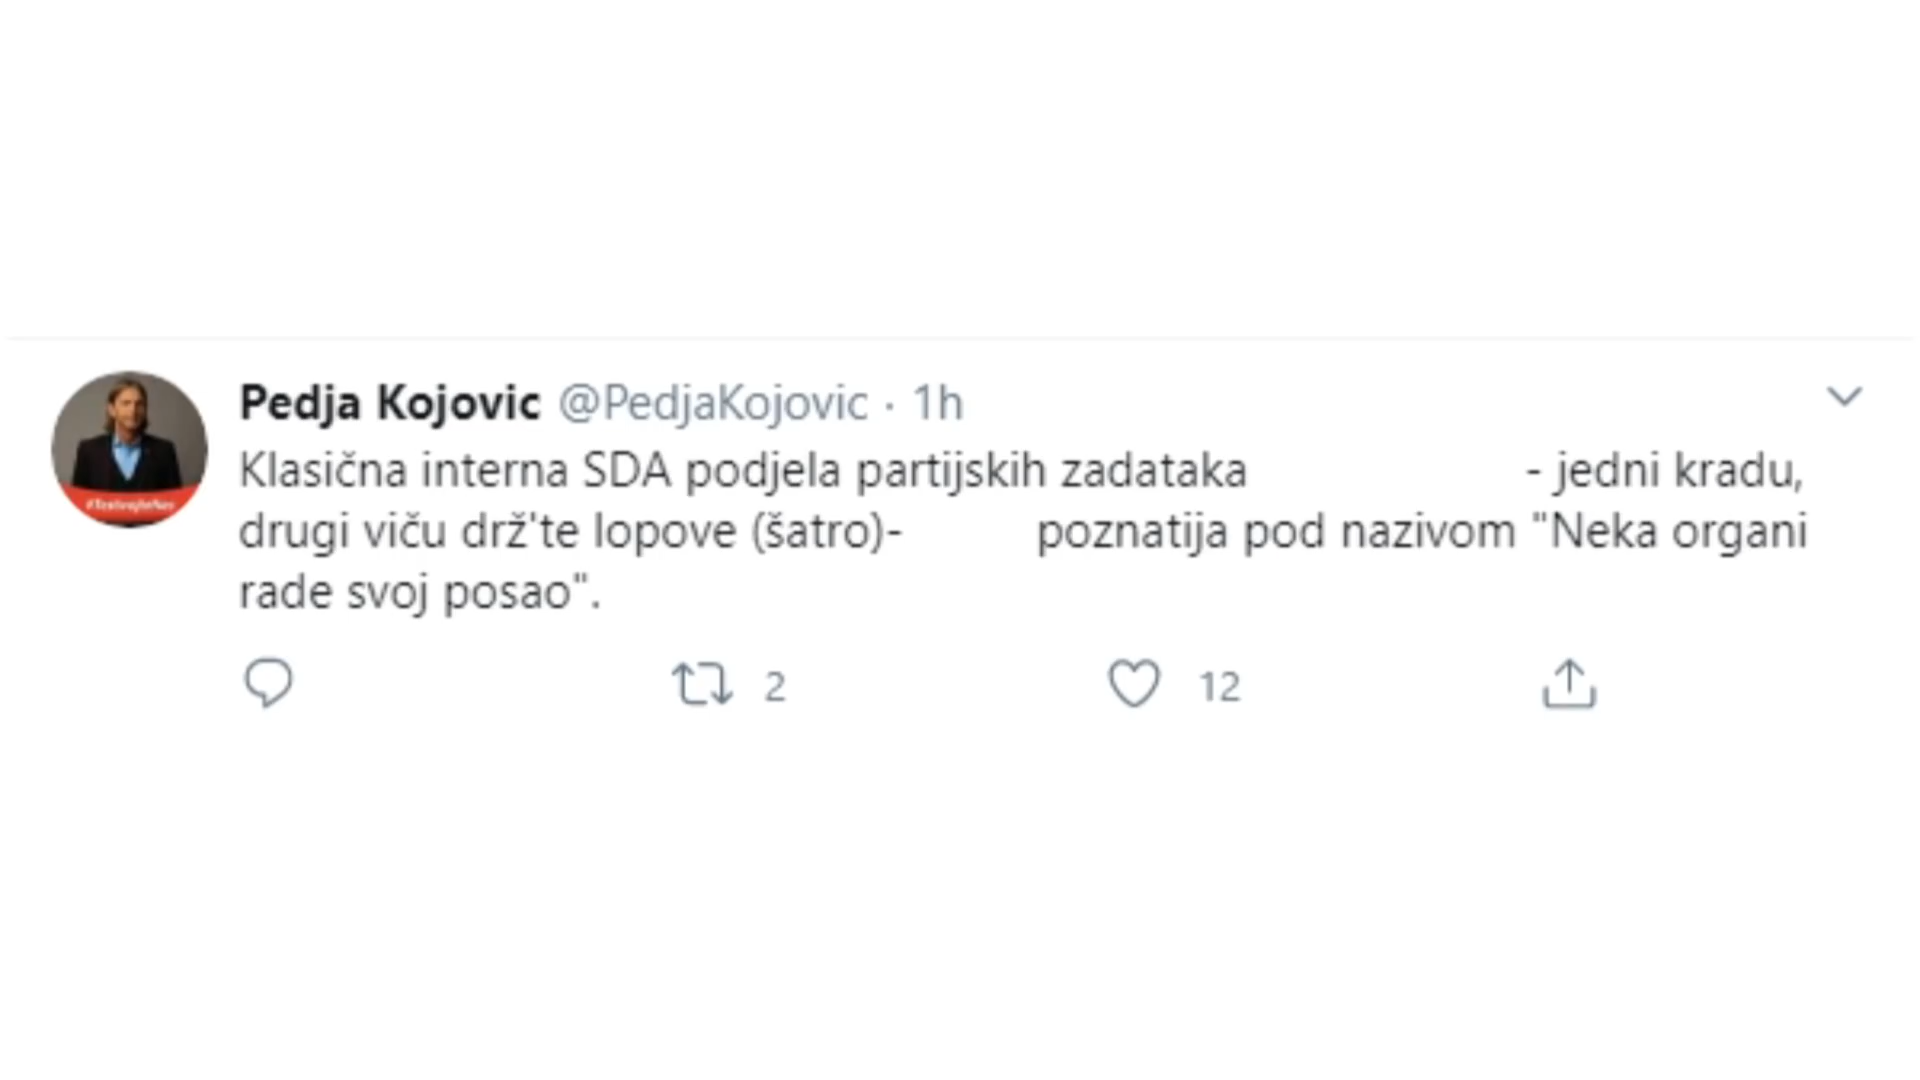 Pedja Kojovic @PedjaKojovic · 1h
Klasična interna SDA podjela partijskih zadataka - jedni kradu,
drugi viču drž'te lopove (šatro)- poznatija pod nazivom "Neka organi
rade svoj posao".
2 12